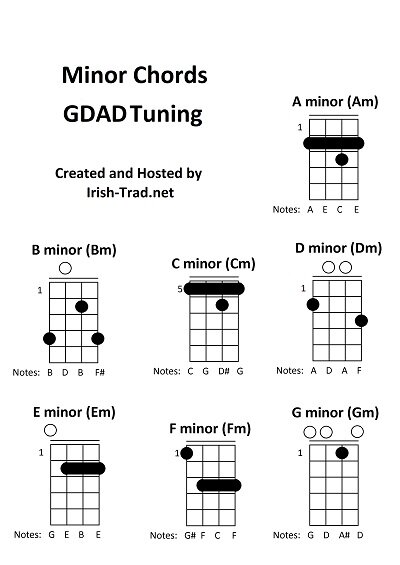 Minor Chords
GDAD Tuning
Created and Hosted by
Irish-Trad.net
A minor (Am)
1
Notes: A E C E
B minor (Bm)
1
Notes: B D B F#
C minor (Cm)
5
Notes: C G D# G
D minor (Dm)
1
Notes: A D A F
E minor (Em)
1
Notes: G E B E
F minor (Fm)
1
Notes: G# F C F
G minor (Gm)
1
Notes: G D A# D